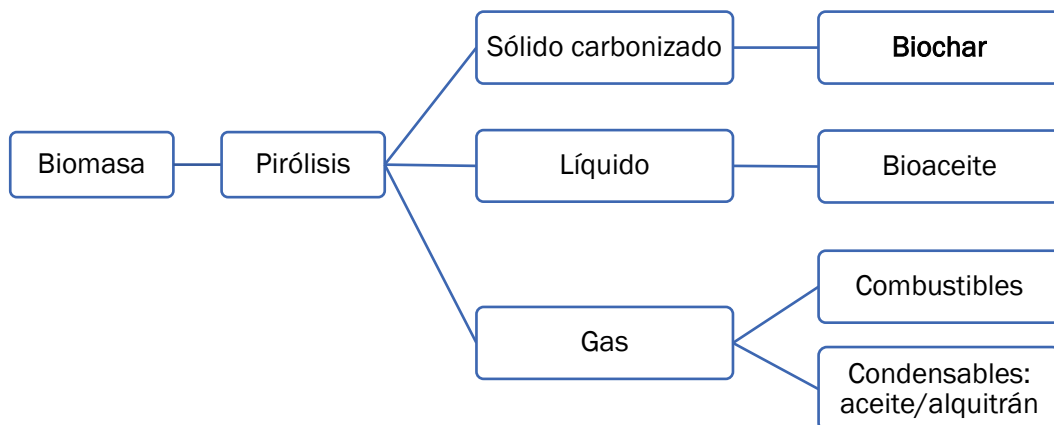 Sólido carbonizado
Biochar
Biomasa
Pirólisis
Líquido
Bioaceite
Combustibles
Gas
Condensables:
aceite/alquitrán